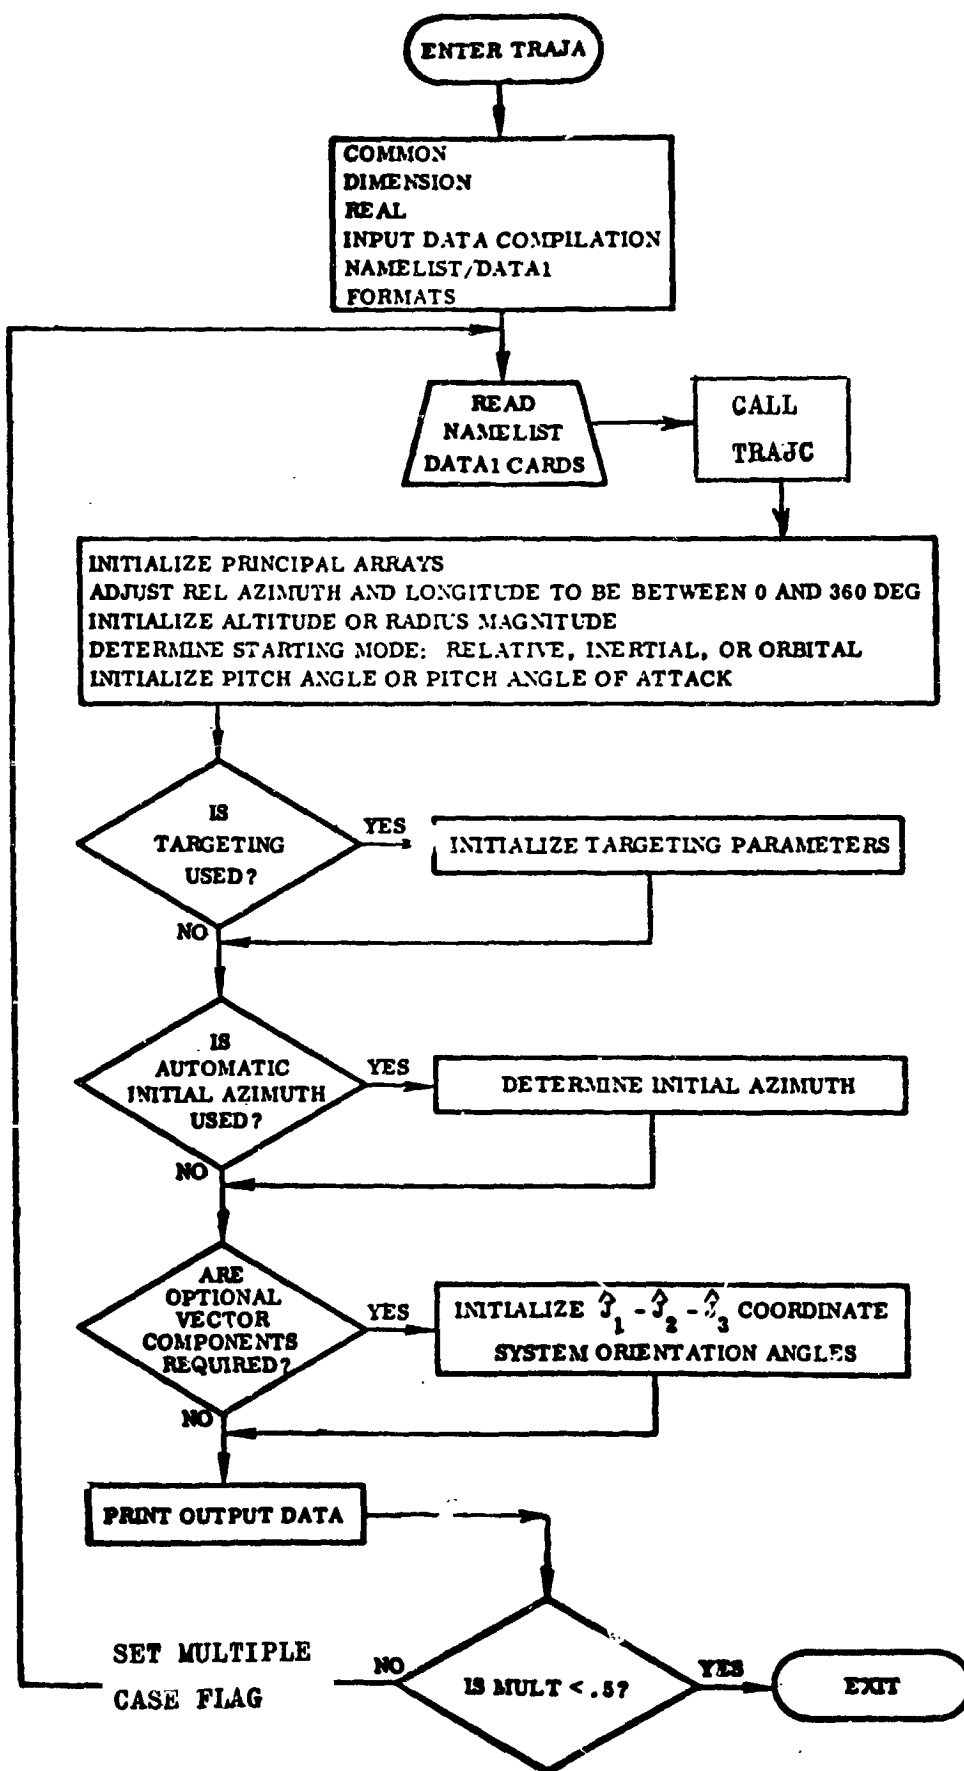 ENTER TRAJA
COMMON
DIMENSION
REAL
INPUT DATA COMPILATION
NAMELIST/DATA1
FORMATS
READ
NAMELIST
DATA1 CARDS
CALL
TRAJC
INITIALIZE PRINCIPAL ARRAYS
ADJUST REL AZIMUTH AND LONGITUDE TO BE BETWEEN 0 AND 360 DEG
INITIALIZE ALTITUDE OR RADIUS MAGNITUDE
DETERMINE STARTING MODE: RELATIVE, INERTIAL, OR ORBITAL
INITIALIZE PITCH ANGLE OR PITCH ANGLE OF ATTACK
IS
TARGETING
USED?
YES
INITIALIZE TARGETING PARAMETERS
NO
IS
AUTOMATIC
INITIAL AZIMUTH
USED?
YES
DETERMINE INITIAL AZIMUTH
NO
ARE
OPTIONAL
VECTOR
COMPONENTS
REQUIRED?
YES
INITIALIZE Ĵ1 - Ĵ2 - Ĵ3 COORDINATE
SYSTEM ORIENTATION ANGLES
NO
PRINT OUTPUT DATA
IS MULT < .5?
YES
EXIT
NO
SET MULTIPLE
CASE FLAG